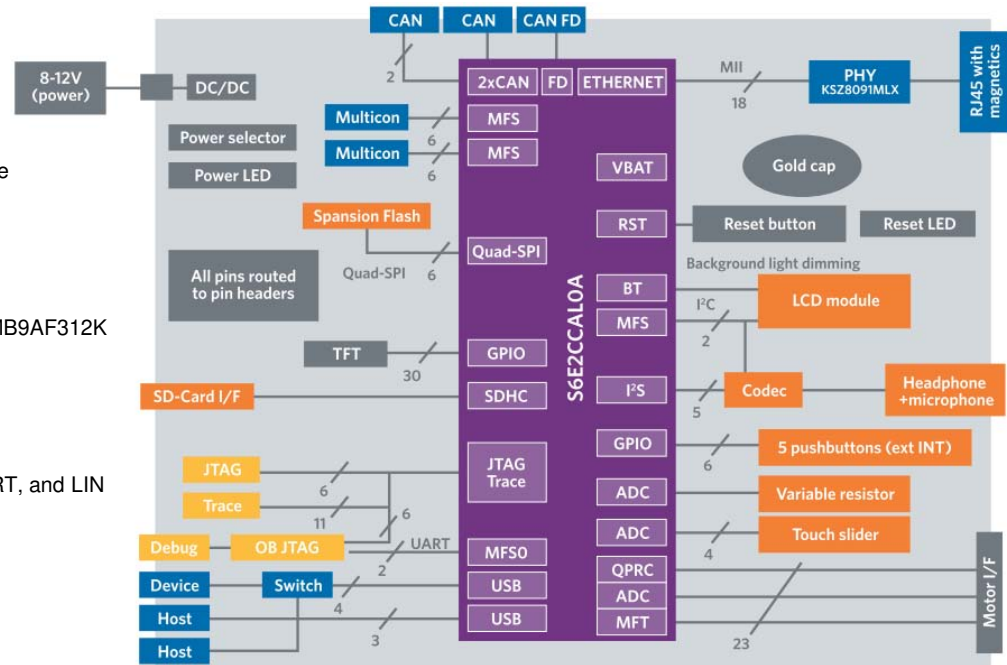 CAN
CAN
CAN FD
8-12V
(power)
DC/DC
2
2xCAN
FD
ETHERNET
MII
18
PHY
KSZ8091MLX
RJ45 with
magnetics
Multicon
6
MFS
Multicon
6
MFS
Power selector
Power LED
e
VBAT
Gold cap
Spansion Flash
RST
Reset button
Reset LED
Quad-SPI
6
Quad-SPI
All pins routed
to pin headers
Background light dimming
BT
LCD module
I²C
2
MFS
MB9AF312K
TFT
30
GPIO
S6E2CCAL0A
SD-Card I/F
SDHC
I²S
5
Codec
Headphone
+microphone
GPIO
6
5 pushbuttons (ext INT)
JTAG
6
JTAG
Trace
RT, and LIN
Trace
11
6
ADC
Variable resistor
ADC
4
Touch slider
Debug
OB JTAG
UART
2
MFS0
Device
Switch
4
USB
QPRC
ADC
MFT
23
Motor I/F
Host
3
USB
Host